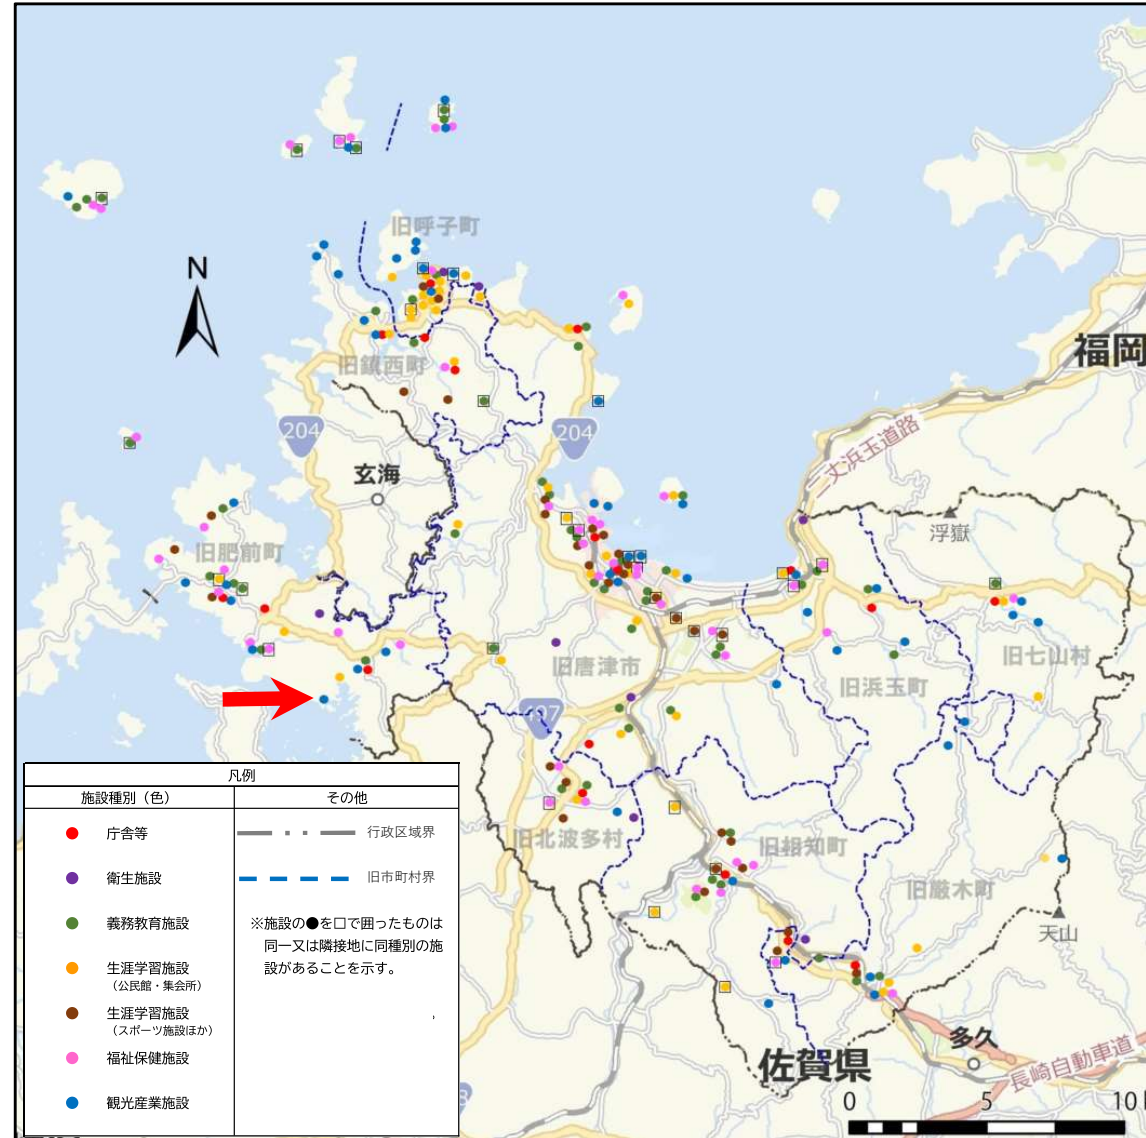 旧呼子町
N
福岡
旧鎮西町
204
204
二丈浜玉道路
玄海
浮嶽
旧肥前町
旧唐津市
旧七山村
旧浜玉町
497
凡例
施設種別（色）
その他
庁舎等
行政区域界
衛生施設
旧市町村界
義務教育施設
※施設の●を□で囲ったものは
同一又は隣接地に同種別の施
設があることを示す。
生涯学習施設
（公民館・集会所）
生涯学習施設
（スポーツ施設ほか）
福祉保健施設
観光産業施設
旧北波多村
旧相知町
旧厳木町
天山
多久
佐賀県
長崎自動車道
0
5
10